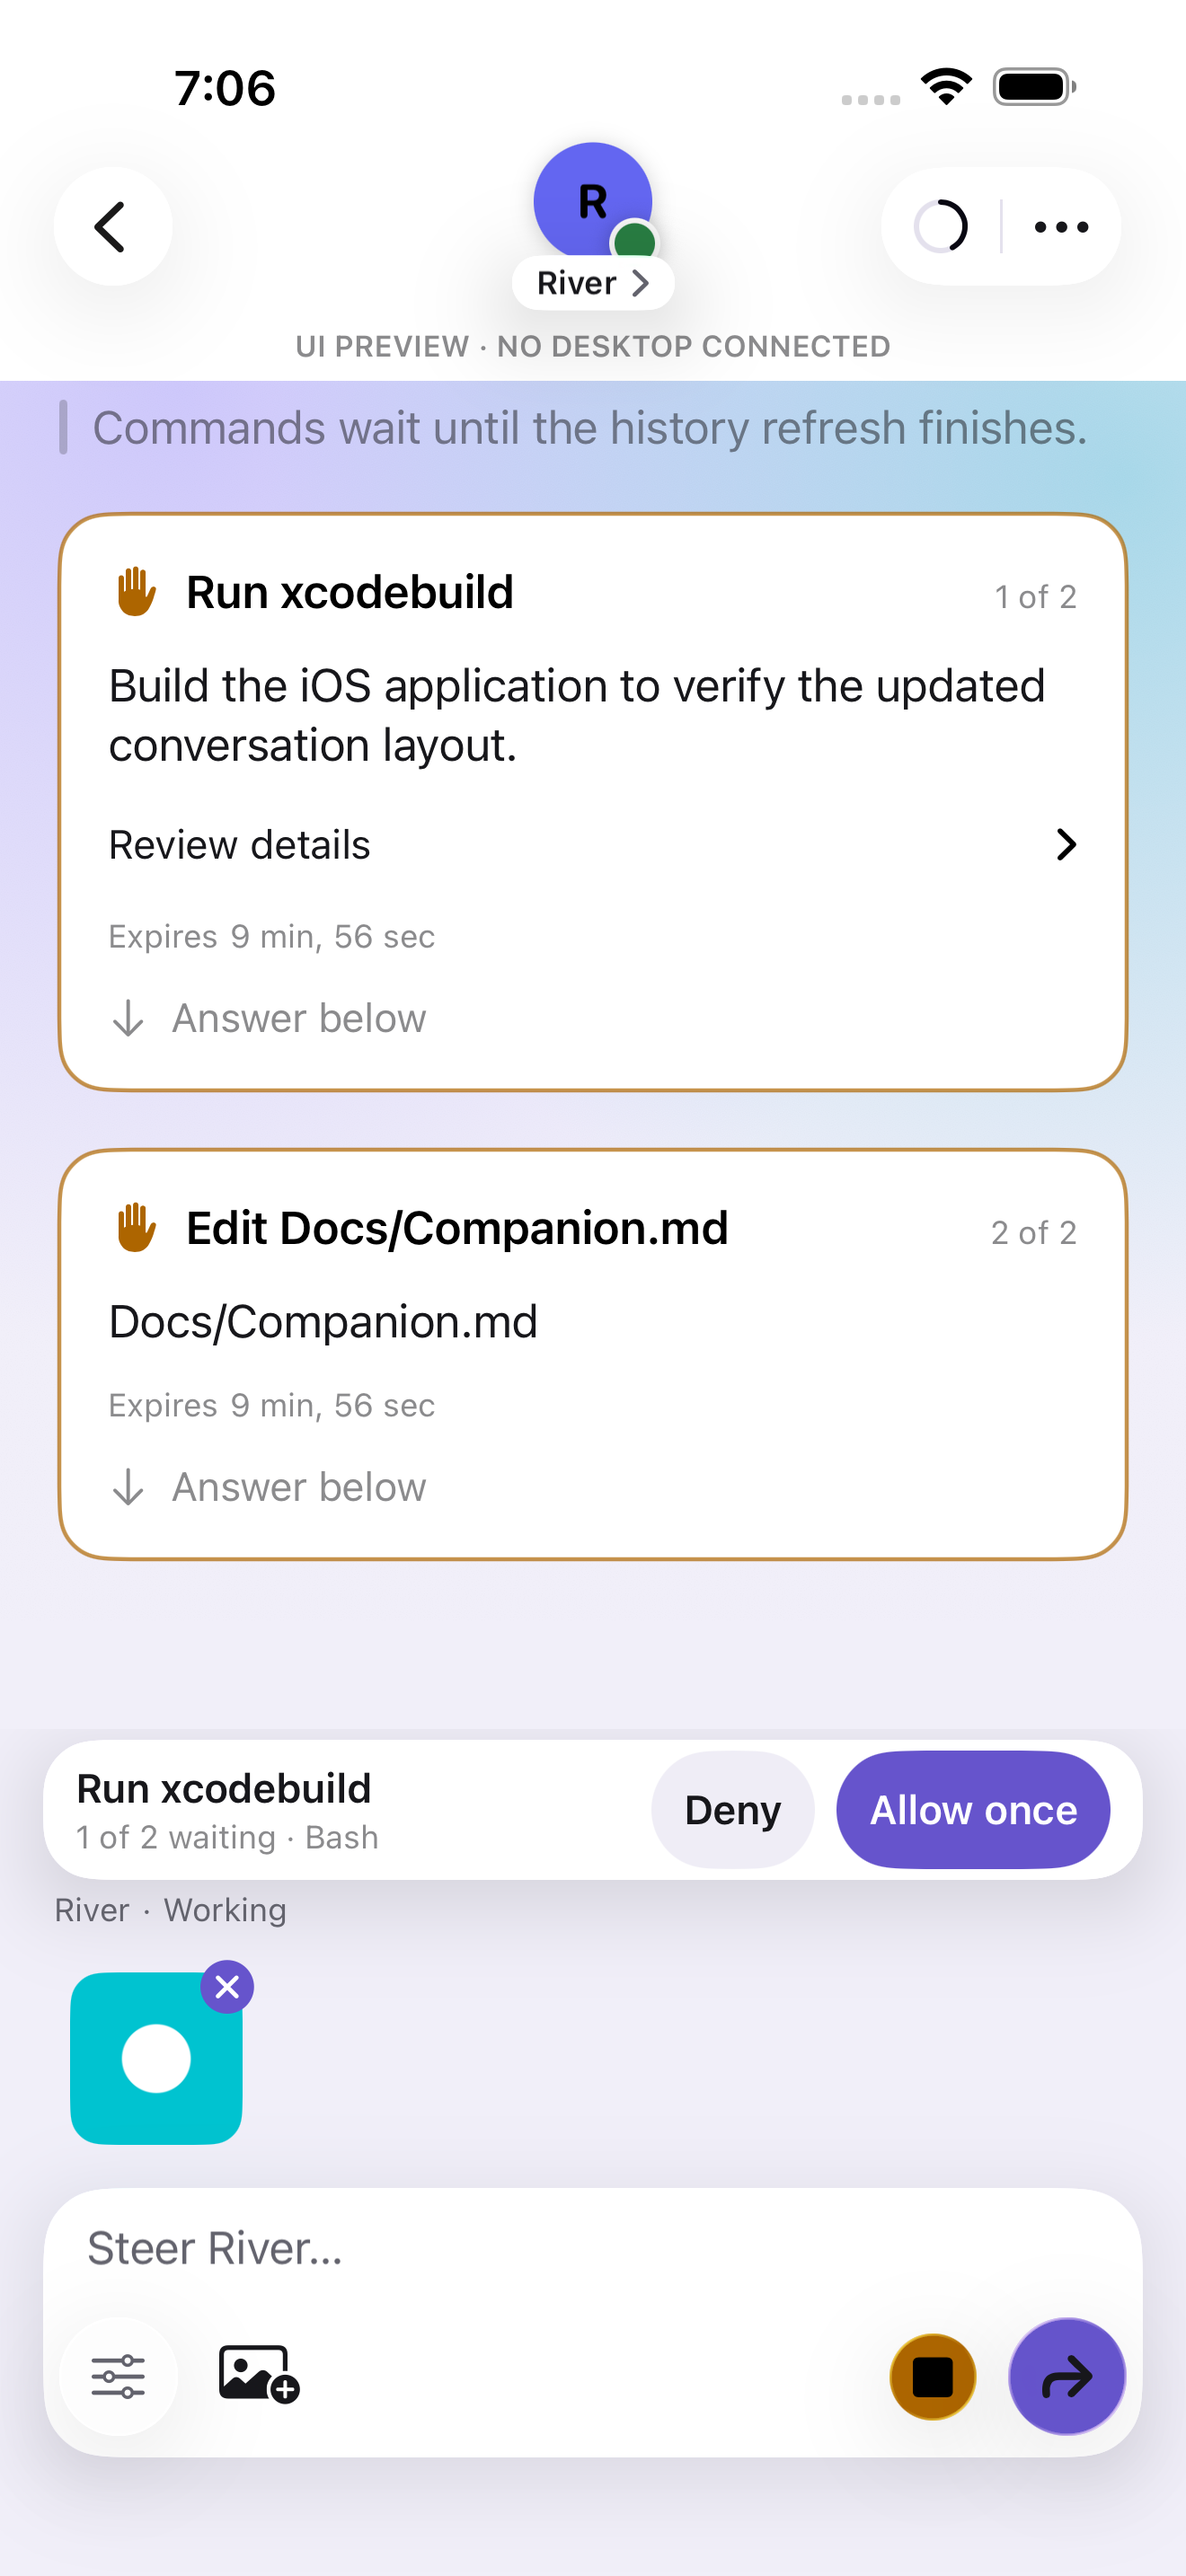 7:06
R
River
UI PREVIEW · NO DESKTOP CONNECTED
Commands wait until the history refresh finishes.
Run xcodebuild
1 of 2
Build the iOS application to verify the updated
conversation layout.
Review details
Expires 9 min, 56 sec
Answer below
Edit Docs/Companion.md
2 of 2
Docs/Companion.md
Expires 9 min, 56 sec
Answer below
Run xcodebuild
1 of 2 waiting · Bash
Deny
Allow once
River · Working
Steer River...